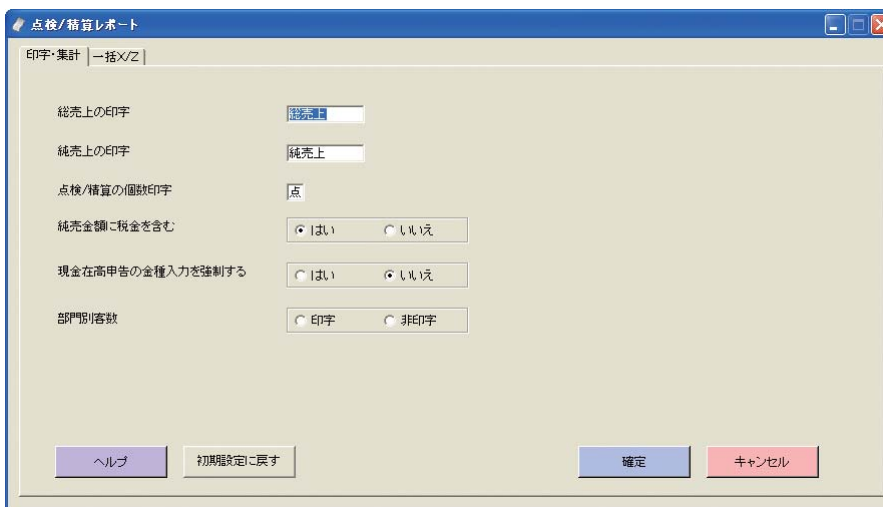 点検/精算レポート
印字・集計 一括X/Z
総売上の印字 総売上
純売上の印字 純売上
点検/精算の個数印字 点
純売金額に税金を含む はい いいえ
現金在高申告の金種入力を強制する はい いいえ
部門別客数 印字 非印字
ヘルプ 初期設定に戻す 確定 キャンセル